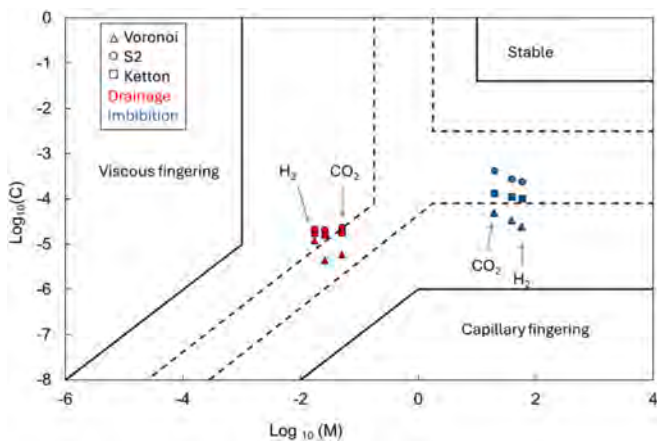 0
-1
-2
-3
-4
-5
-6
-7
-8
Log₁₀(C)
Voronoi
S2
Ketton
Drainage
Imbibition
Stable
Viscous fingering
H₂
CO₂
CO₂
H₂
Capillary fingering
-6 -4 -2 0 2 4
Log ₁₀ (M)